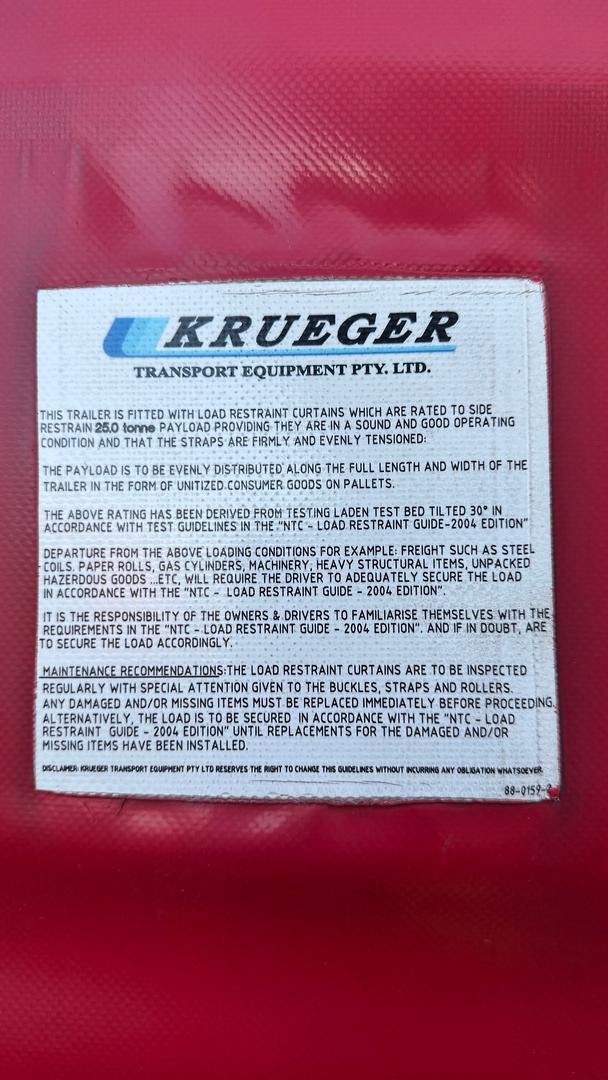 KRUEGER
TRANSPORT EQUIPMENT PTY. LTD.
THIS TRAILER IS FITTED WITH LOAD RESTRAINT CURTAINS WHICH ARE RATED TO SIDE
RESTRAIN 25.0 tonne PAYLOAD PROVIDING THEY ARE IN A SOUND AND GOOD OPERATING
CONDITION AND THAT THE STRAPS ARE FIRMLY AND EVENLY TENSIONED:
THE PAYLOAD IS TO BE EVENLY DISTRIBUTED ALONG THE FULL LENGTH AND WIDTH OF THE
TRAILER IN THE FORM OF UNITIZED CONSUMER GOODS ON PALLETS.
THE ABOVE RATING HAS BEEN DERIVED FROM TESTING LADEN TEST BED TILTED 30° IN
ACCORDANCE WITH TEST GUIDELINES IN THE "NTC - LOAD RESTRAINT GUIDE-2004 EDITION"
DEPARTURE FROM THE ABOVE LOADING CONDITIONS FOR EXAMPLE: FREIGHT SUCH AS STEEL
COILS. PAPER ROLLS, GAS CYLINDERS, MACHINERY, HEAVY STRUCTURAL ITEMS, UNPACKED
HAZERDOUS GOODS ...ETC, WILL REQUIRE THE DRIVER TO ADEQUATELY SECURE THE LOAD
IN ACCORDANCE WITH THE "NTC - LOAD RESTRAINT GUIDE - 2004 EDITION".
IT IS THE RESPONSIBILITY OF THE OWNERS & DRIVERS TO FAMILIARISE THEMSELVES WITH THE
REQUIREMENTS IN THE "NTC - LOAD RESTRAINT GUIDE - 2004 EDITION". AND IF IN DOUBT, ARE
TO SECURE THE LOAD ACCORDINGLY.
MAINTENANCE RECOMMENDATIONS:THE LOAD RESTRAINT CURTAINS ARE TO BE INSPECTED
REGULARLY WITH SPECIAL ATTENTION GIVEN TO THE BUCKLES, STRAPS AND ROLLERS.
ANY DAMAGED AND/OR MISSING ITEMS MUST BE REPLACED IMMEDIATELY BEFORE PROCEEDING.
ALTERNATIVELY, THE LOAD IS TO BE SECURED IN ACCORDANCE WITH THE "NTC - LOAD
RESTRAINT GUIDE - 2004 EDITION" UNTIL REPLACEMENTS FOR THE DAMAGED AND/OR
MISSING ITEMS HAVE BEEN INSTALLED.
DISCLAIMER: KRUEGER TRANSPORT EQUIPMENT PTY LTD RESERVES THE RIGHT TO CHANGE THIS GUIDELINES WITHOUT INCURRING ANY OBLIGATION WHATSOEVER.
88-0159-2